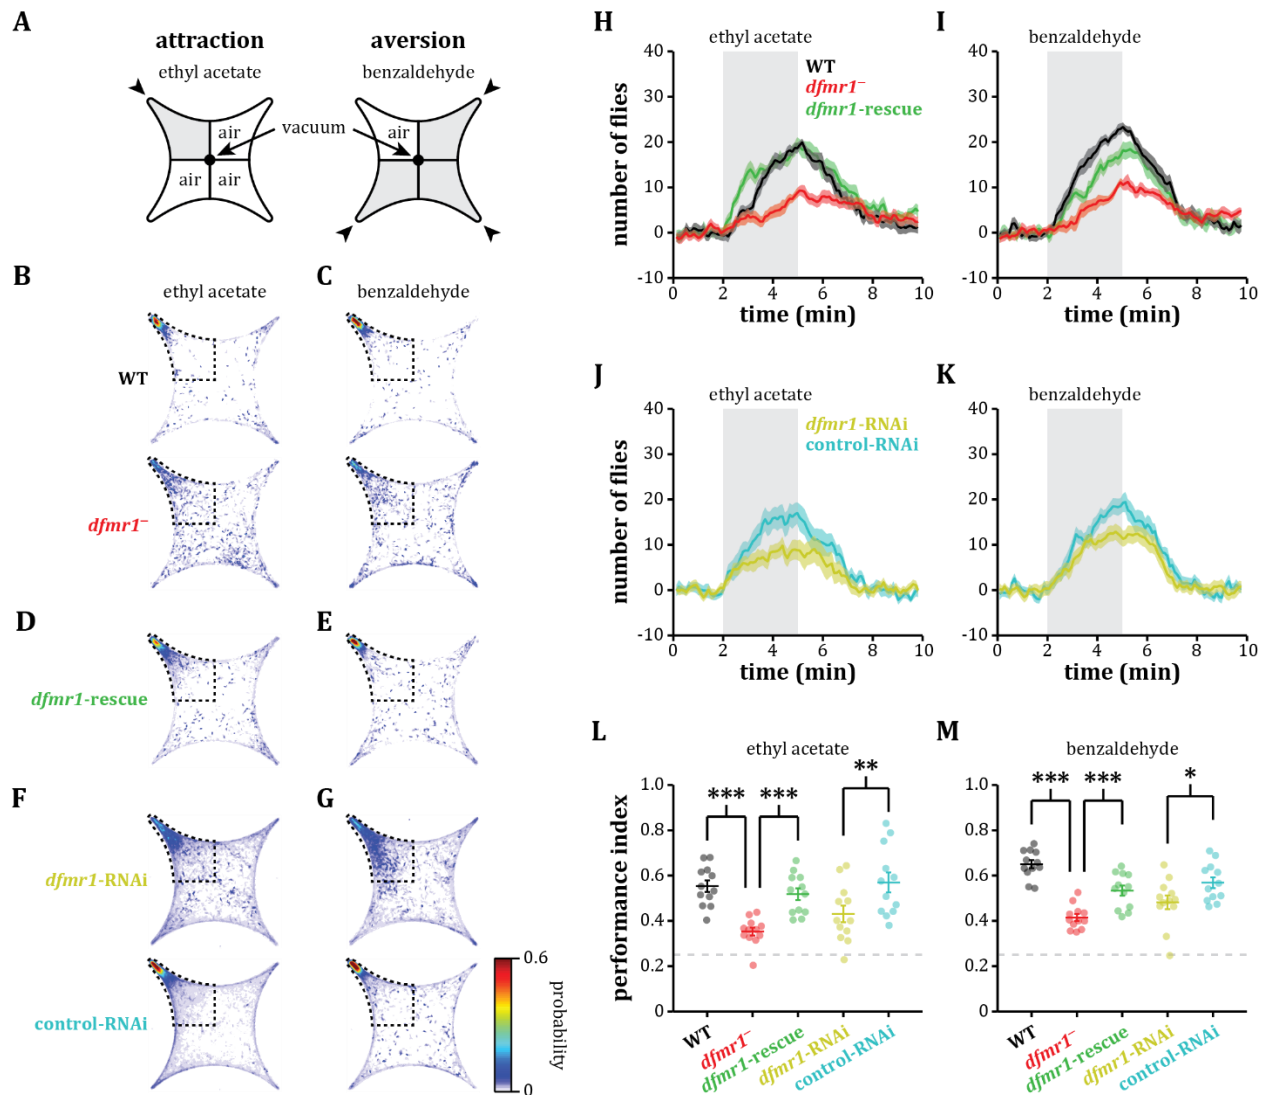 A
attraction
aversion
ethyl acetate
benzaldehyde
air
vacuum
air
air
air
B
C
ethyl acetate
benzaldehyde
WT
dfmr1–
D
E
dfmr1-rescue
F
G
dfmr1-RNAi
control-RNAi
0.6
probability
0
H
ethyl acetate
WT
dfmr1–
dfmr1-rescue
number of flies
40
30
20
10
0
-10
0 2 4 6 8 10
time (min)
I
benzaldehyde
40
30
20
10
0
-10
0 2 4 6 8 10
time (min)
J
ethyl acetate
dfmr1-RNAi
control-RNAi
number of flies
40
30
20
10
0
-10
0 2 4 6 8 10
time (min)
K
benzaldehyde
40
30
20
10
0
-10
0 2 4 6 8 10
time (min)
L
ethyl acetate
performance index
1.0
0.8
0.6
0.4
0.2
0
*** *** **
WT
dfmr1–
dfmr1-rescue
dfmr1-RNAi
control-RNAi
M
benzaldehyde
1.0
0.8
0.6
0.4
0.2
0
*** *** *
WT
dfmr1–
dfmr1-rescue
dfmr1-RNAi
control-RNAi